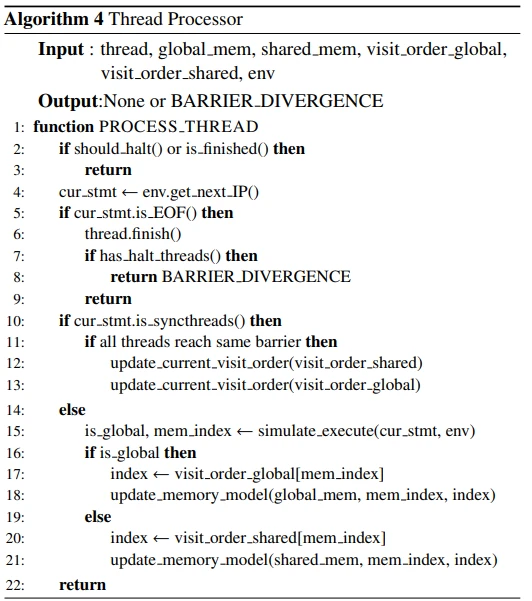 Algorithm 4 Thread Processor
Input : thread, global_mem, shared_mem, visit_order_global,
visit_order_shared, env
Output:None or BARRIER_DIVERGENCE
1: function PROCESS_THREAD
2: if should_halt() or is_finished() then
3: return
4: cur_stmt ← env.get_next_IP()
5: if cur_stmt.is_EOF() then
6: thread.finish()
7: if has_halt_threads() then
8: return BARRIER_DIVERGENCE
9: return
10: if cur_stmt.is_syncthreads() then
11: if all threads reach same barrier then
12: update_current_visit_order(visit_order_shared)
13: update_current_visit_order(visit_order_global)
14: else
15: is_global, mem_index ← simulate_execute(cur_stmt, env)
16: if is_global then
17: index ← visit_order_global[mem_index]
18: update_memory_model(global_mem, mem_index, index)
19: else
20: index ← visit_order_shared[mem_index]
21: update_memory_model(shared_mem, mem_index, index)
22: return